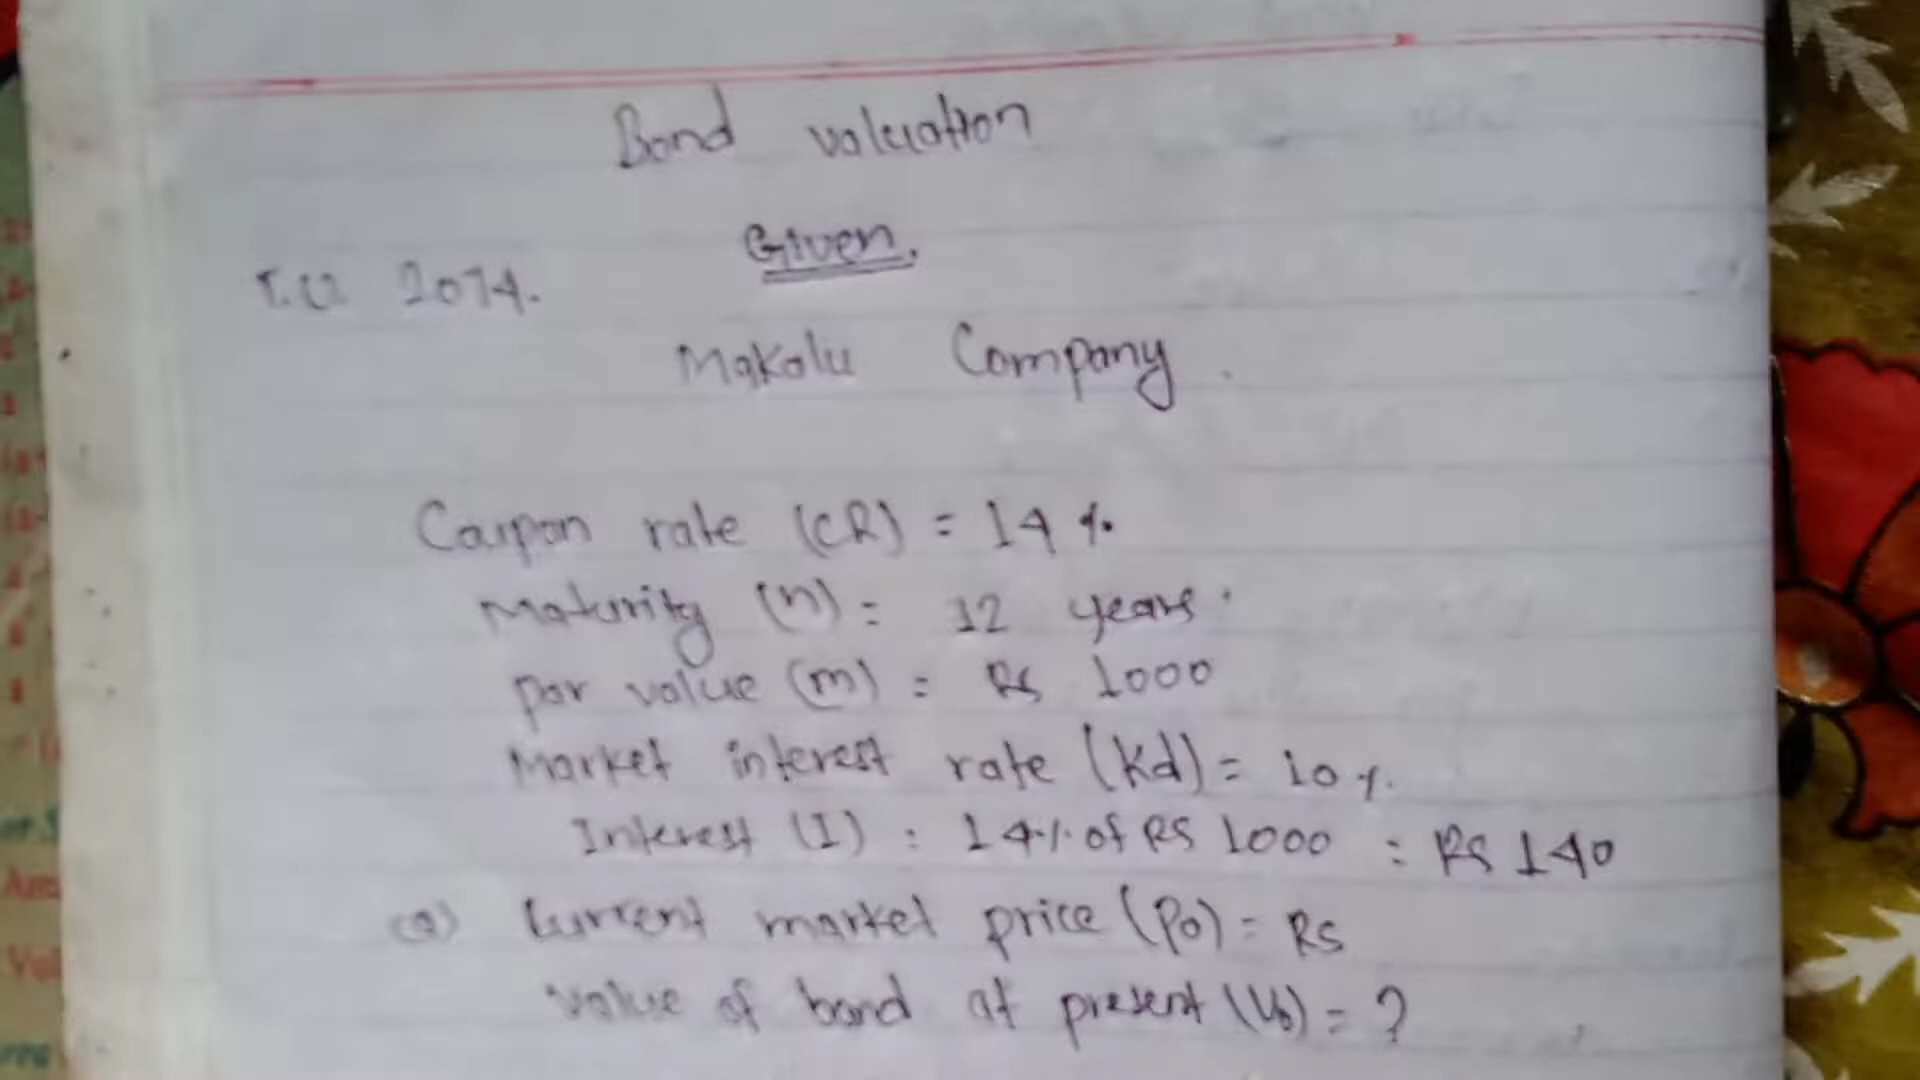 Bond valuation
Given,
T.U. 2074.
Makalu Company.
Coupon rate (CR) = 14 %
Maturity (n) = 12 years.
par value (m) = Rs 1000
Market interest rate (Kd) = 10 %.
Interest (I) = 14% of RS 1000 = Rs 140
(a) Current market price (Po) = Rs
value of bond at present (Vo) = ?